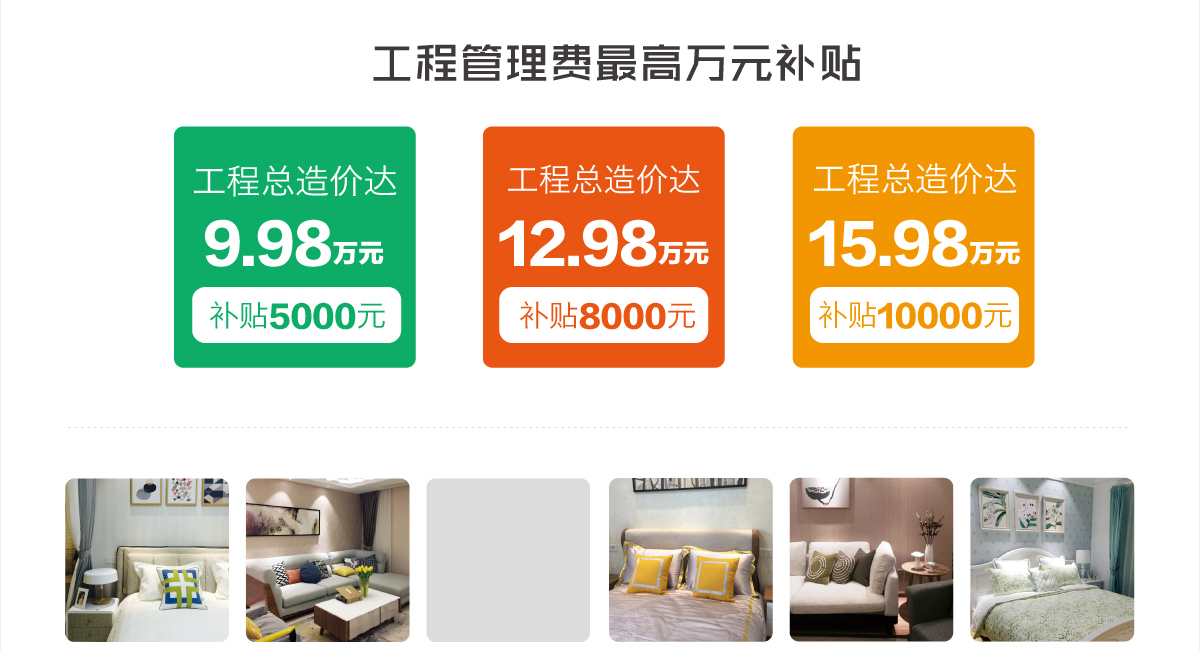 工程管理费最高万元补贴
工程总造价达
9.98万元
补贴5000元
工程总造价达
12.98万元
补贴8000元
工程总造价达
15.98万元
补贴10000元